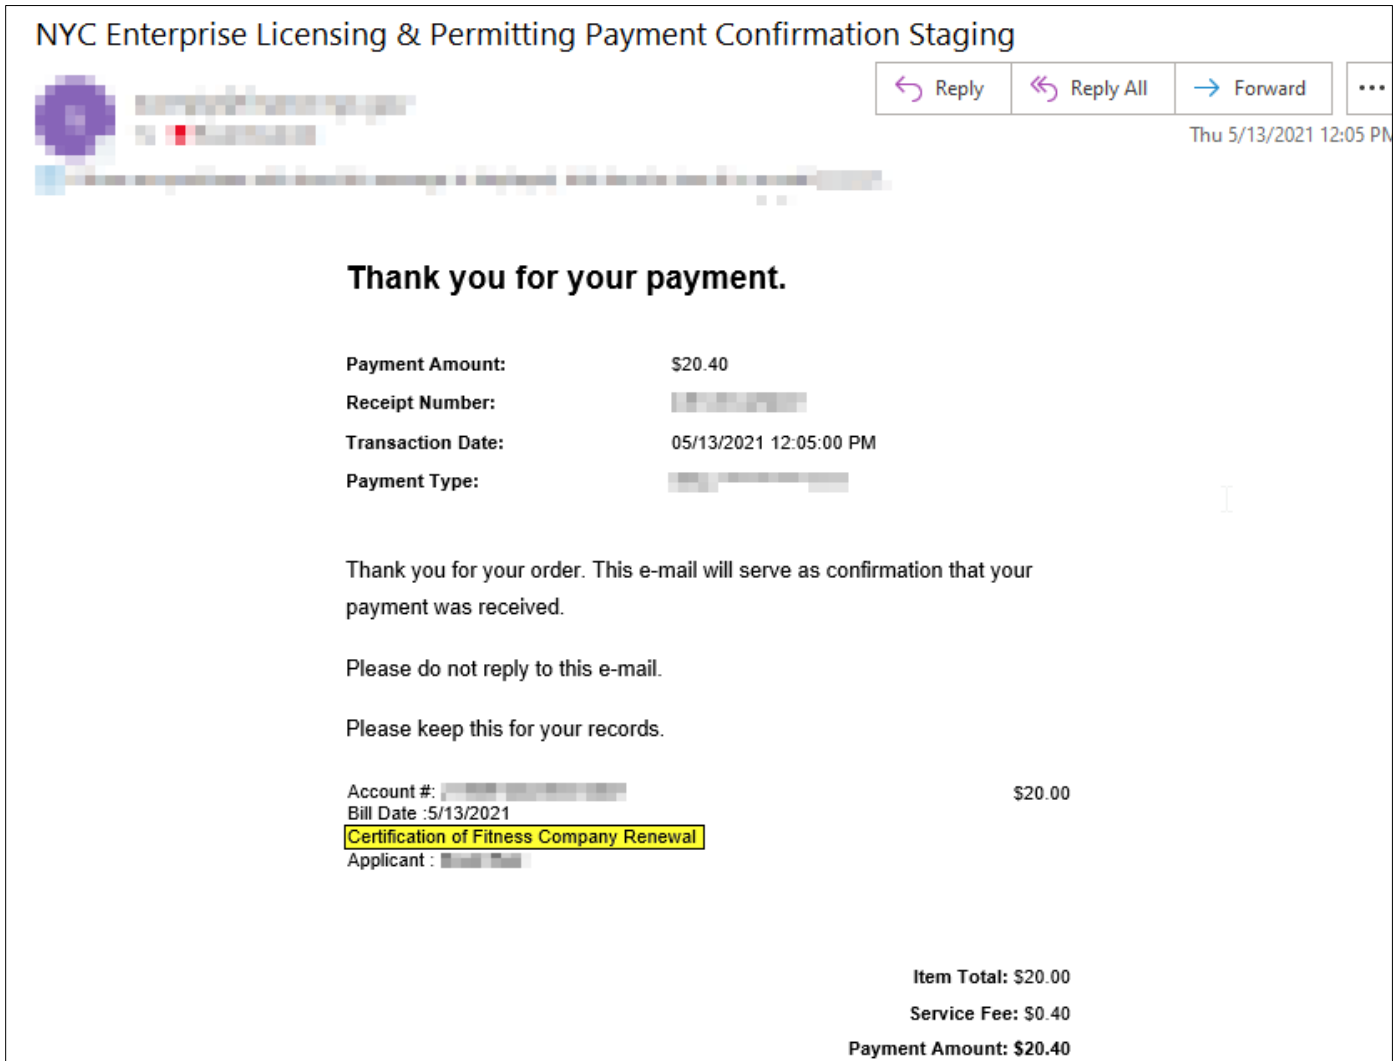 NYC Enterprise Licensing & Permitting Payment Confirmation Staging
Reply
Reply All
Forward
Thu 5/13/2021 12:05 PM
Thank you for your payment.
Payment Amount: $20.40
Receipt Number:
Transaction Date: 05/13/2021 12:05:00 PM
Payment Type:
Thank you for your order. This e-mail will serve as confirmation that your
payment was received.
Please do not reply to this e-mail.
Please keep this for your records.
Account #: $20.00
Bill Date :5/13/2021
Certification of Fitness Company Renewal
Applicant :
Item Total: $20.00
Service Fee: $0.40
Payment Amount: $20.40